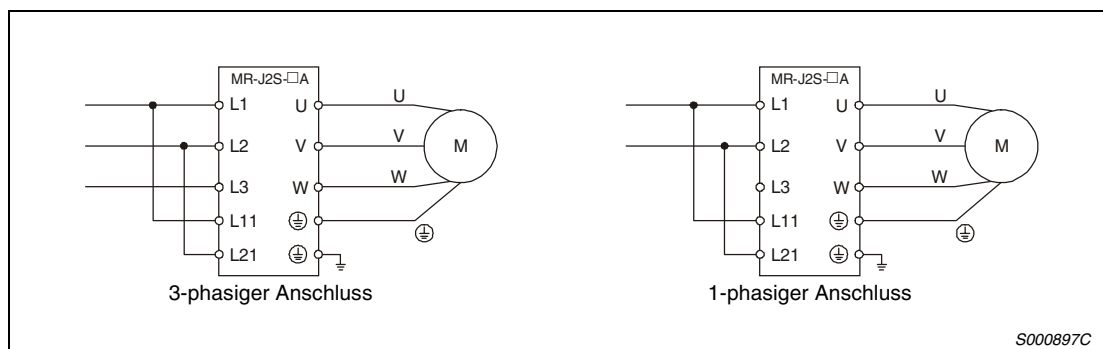 MR-J2S-□A
L1 U U
L2 V V M
L3 W W
L11
L21
3-phasiger Anschluss
MR-J2S-□A
L1 U U
L2 V V M
L3 W W
L11
L21
1-phasiger Anschluss
S000897C